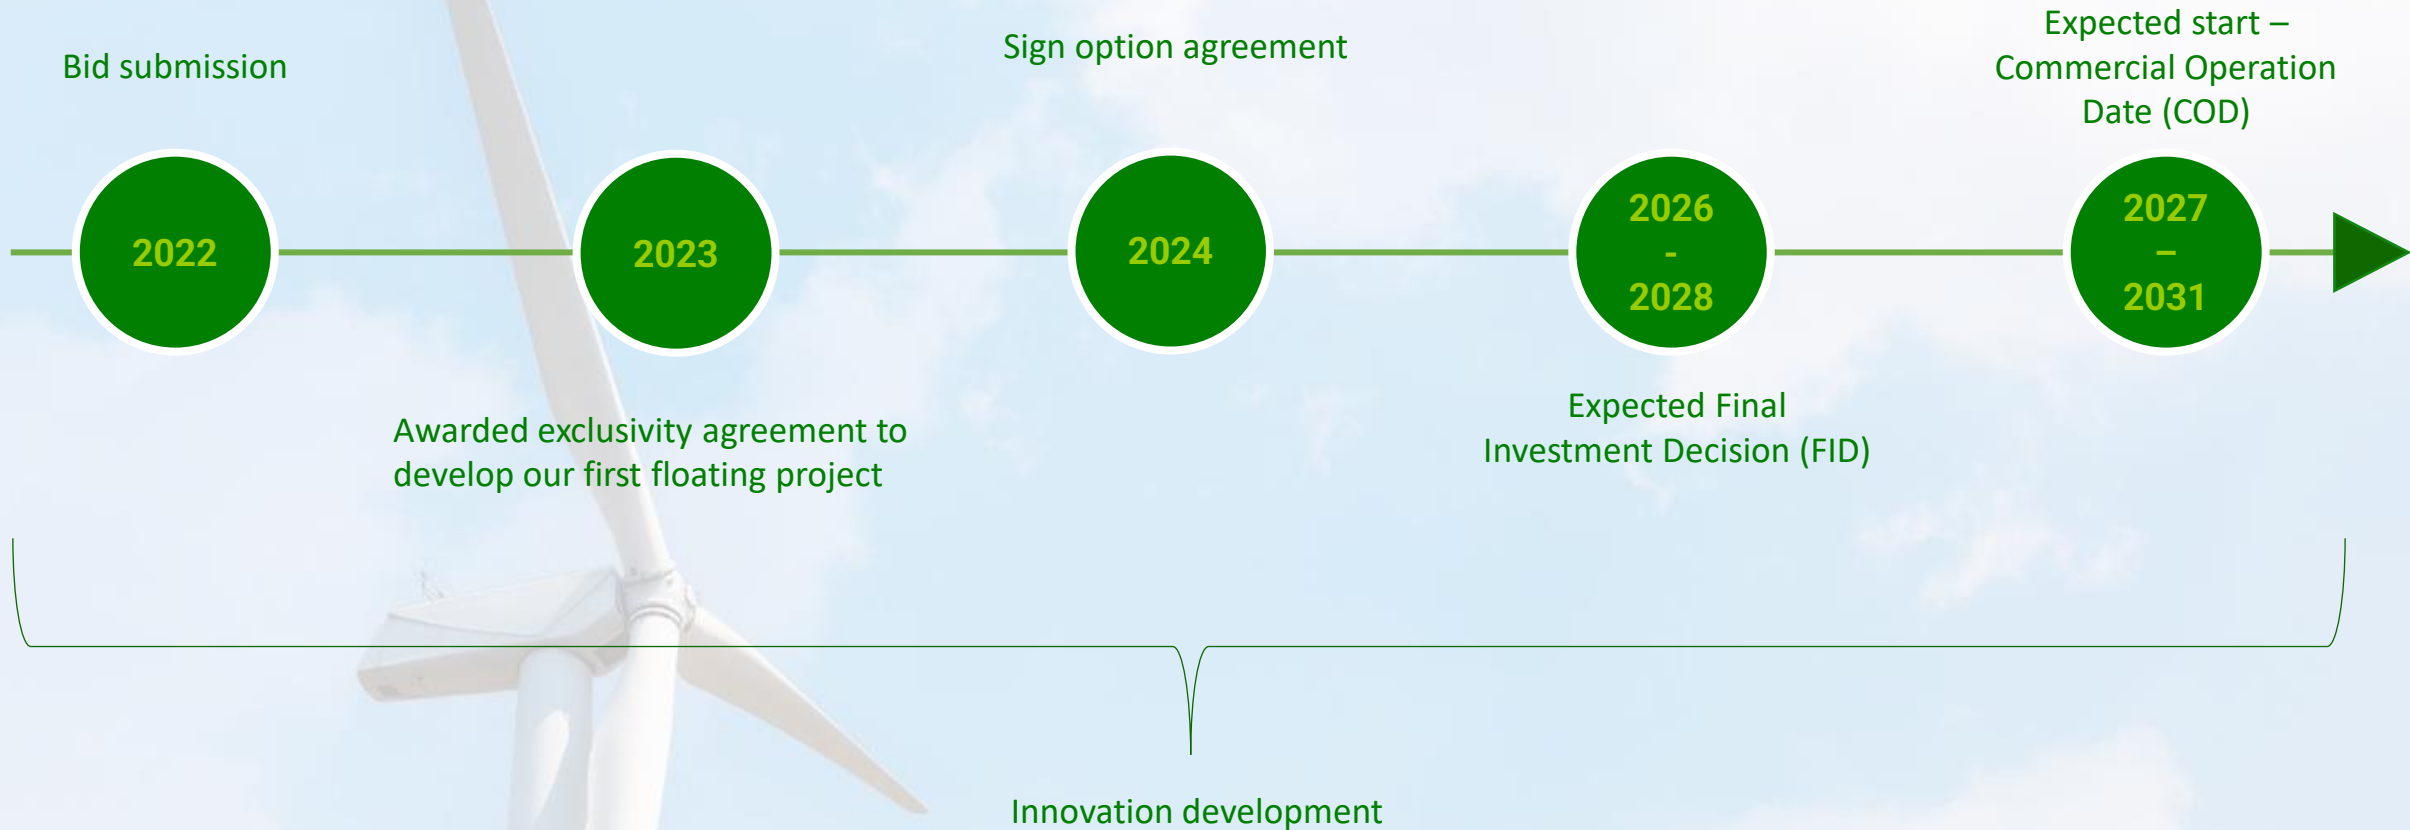 Bid submission
2022
2023
Awarded exclusivity agreement to
develop our first floating project
Sign option agreement
2024
2026
-
2028
Expected Final
Investment Decision (FID)
Expected start –
Commercial Operation
Date (COD)
2027
–
2031
Innovation development